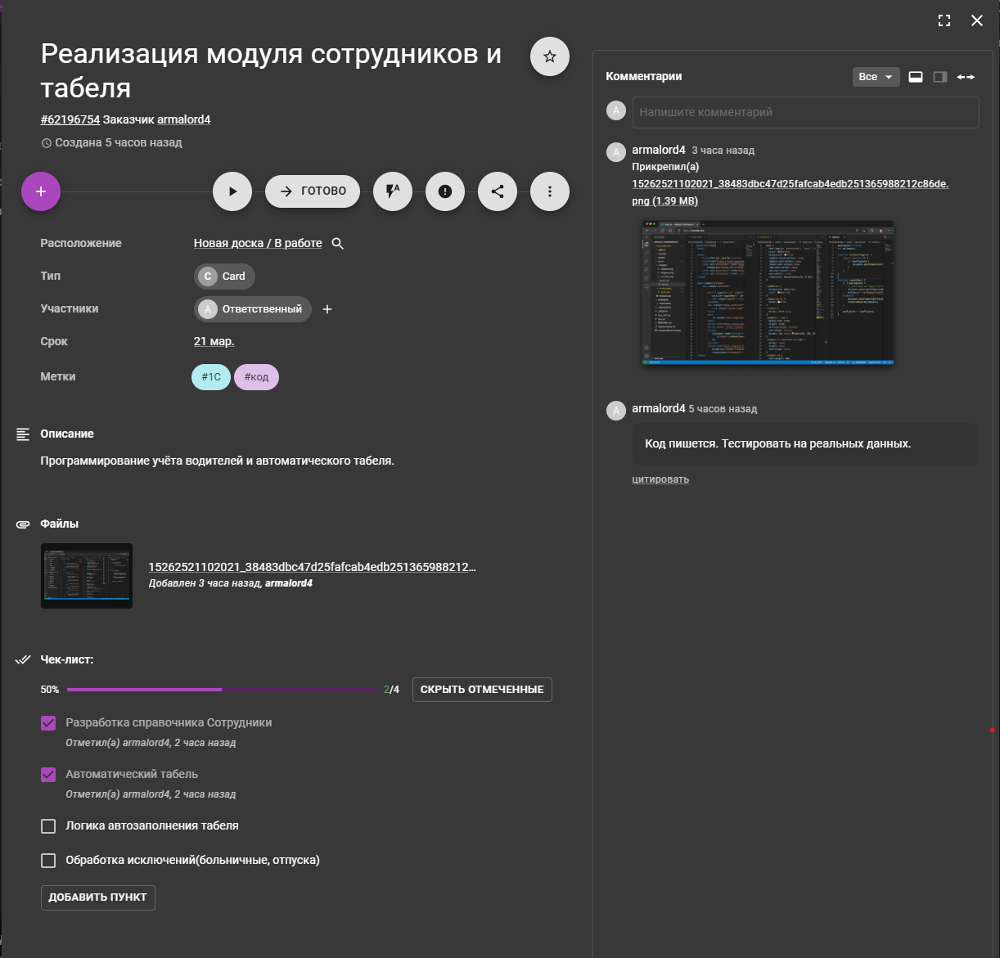 Реализация модуля сотрудников и
табеля
#62196754 Заказчик armalord4
Создана 5 часов назад
ГОТОВО
Расположение
Новая доска / В работе
Тип
C Card
Участники
A Ответственный
Срок
21 мар.
Метки
#1С
#код
Описание
Программирование учёта водителей и автоматического табеля.
Файлы
15262521102021_38483dbc47d25fafcab4edb251365988212...
Добавлен 3 часа назад, armalord4
Чек-лист:
50%
2/4
СКРЫТЬ ОТМЕЧЕННЫЕ
Разработка справочника Сотрудники
Отметил(а) armalord4, 2 часа назад
Автоматический табель
Отметил(а) armalord4, 2 часа назад
Логика автозаполнения табеля
Обработка исключений(больничные, отпуска)
ДОБАВИТЬ ПУНКТ
Комментарии
Все
A
Напишите комментарий
A
armalord4 3 часа назад
Прикрепил(а)
15262521102021_38483dbc47d25fafcab4edb251365988212c86de.
png (1.39 MB)
A
armalord4 5 часов назад
Код пишется. Тестировать на реальных данных.
цитировать